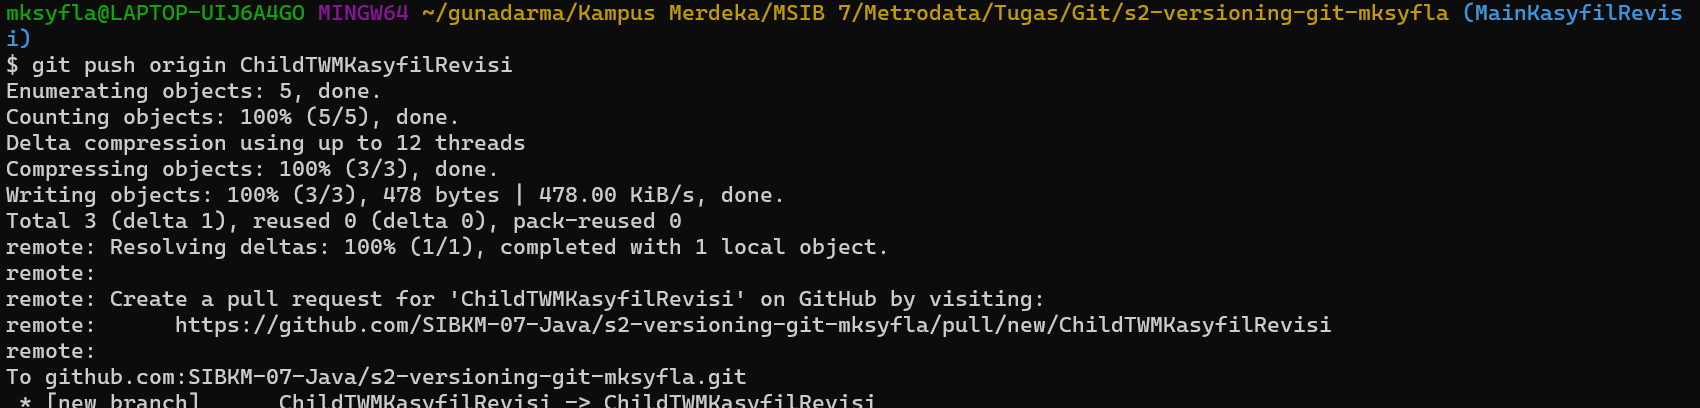 mksyfla@LAPTOP-UIJ6A4GO MINGW64 ~/gunadarma/Kampus Merdeka/MSIB 7/Metrodata/Tugas/Git/s2-versioning-git-mksyfla (MainKasyfilRevis
i)
$ git push origin ChildTWMKasyfilRevisi
Enumerating objects: 5, done.
Counting objects: 100% (5/5), done.
Delta compression using up to 12 threads
Compressing objects: 100% (3/3), done.
Writing objects: 100% (3/3), 478 bytes | 478.00 KiB/s, done.
Total 3 (delta 1), reused 0 (delta 0), pack-reused 0
remote: Resolving deltas: 100% (1/1), completed with 1 local object.
remote:
remote: Create a pull request for 'ChildTWMKasyfilRevisi' on GitHub by visiting:
remote:      https://github.com/SIBKM-07-Java/s2-versioning-git-mksyfla/pull/new/ChildTWMKasyfilRevisi
remote:
To github.com:SIBKM-07-Java/s2-versioning-git-mksyfla.git
 * [new branch]      ChildTWMKasyfilRevisi -> ChildTWMKasyfilRevisi